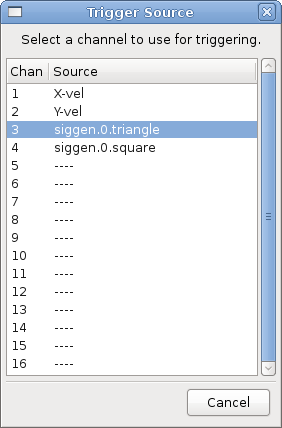 Trigger Source
Select a channel to use for triggering.
Chan Source
1 X-vel
2 Y-vel
3 siggen.0.triangle
4 siggen.0.square
5 ----
6 ----
7 ----
8 ----
9 ----
10 ----
11 ----
12 ----
13 ----
14 ----
15 ----
16 ----
Cancel